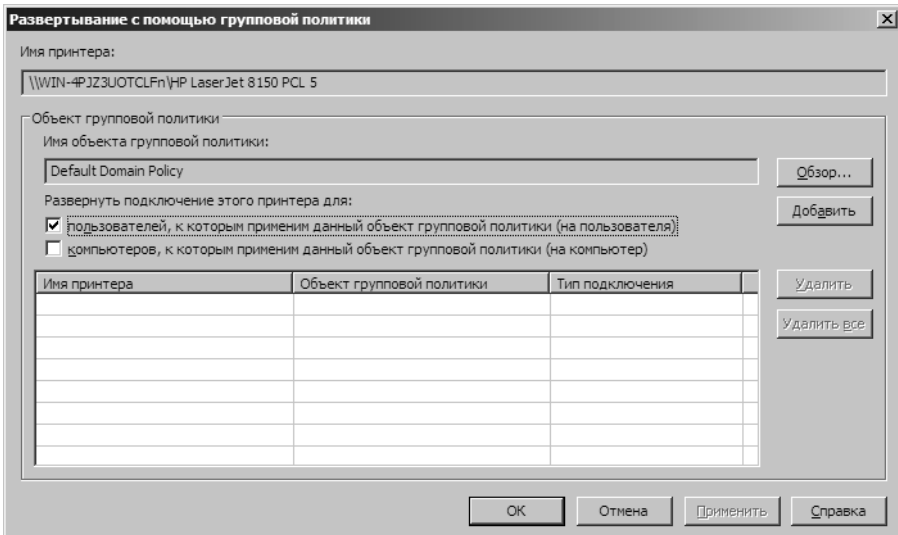 Развертывание с помощью групповой политики
Имя принтера:
\\WIN-4PJZ3UOTCLFn\HP LaserJet 8150 PCL 5
Объект групповой политики
Имя объекта групповой политики:
Default Domain Policy
Обзор...
Развернуть подключение этого принтера для:
Добавить
пользователей, к которым применим данный объект групповой политики (на пользователя)
компьютеров, к которым применим данный объект групповой политики (на компьютер)
Имя принтера Объект групповой политики Тип подключения
Удалить
Удалить все
OK Отмена Применить Справка